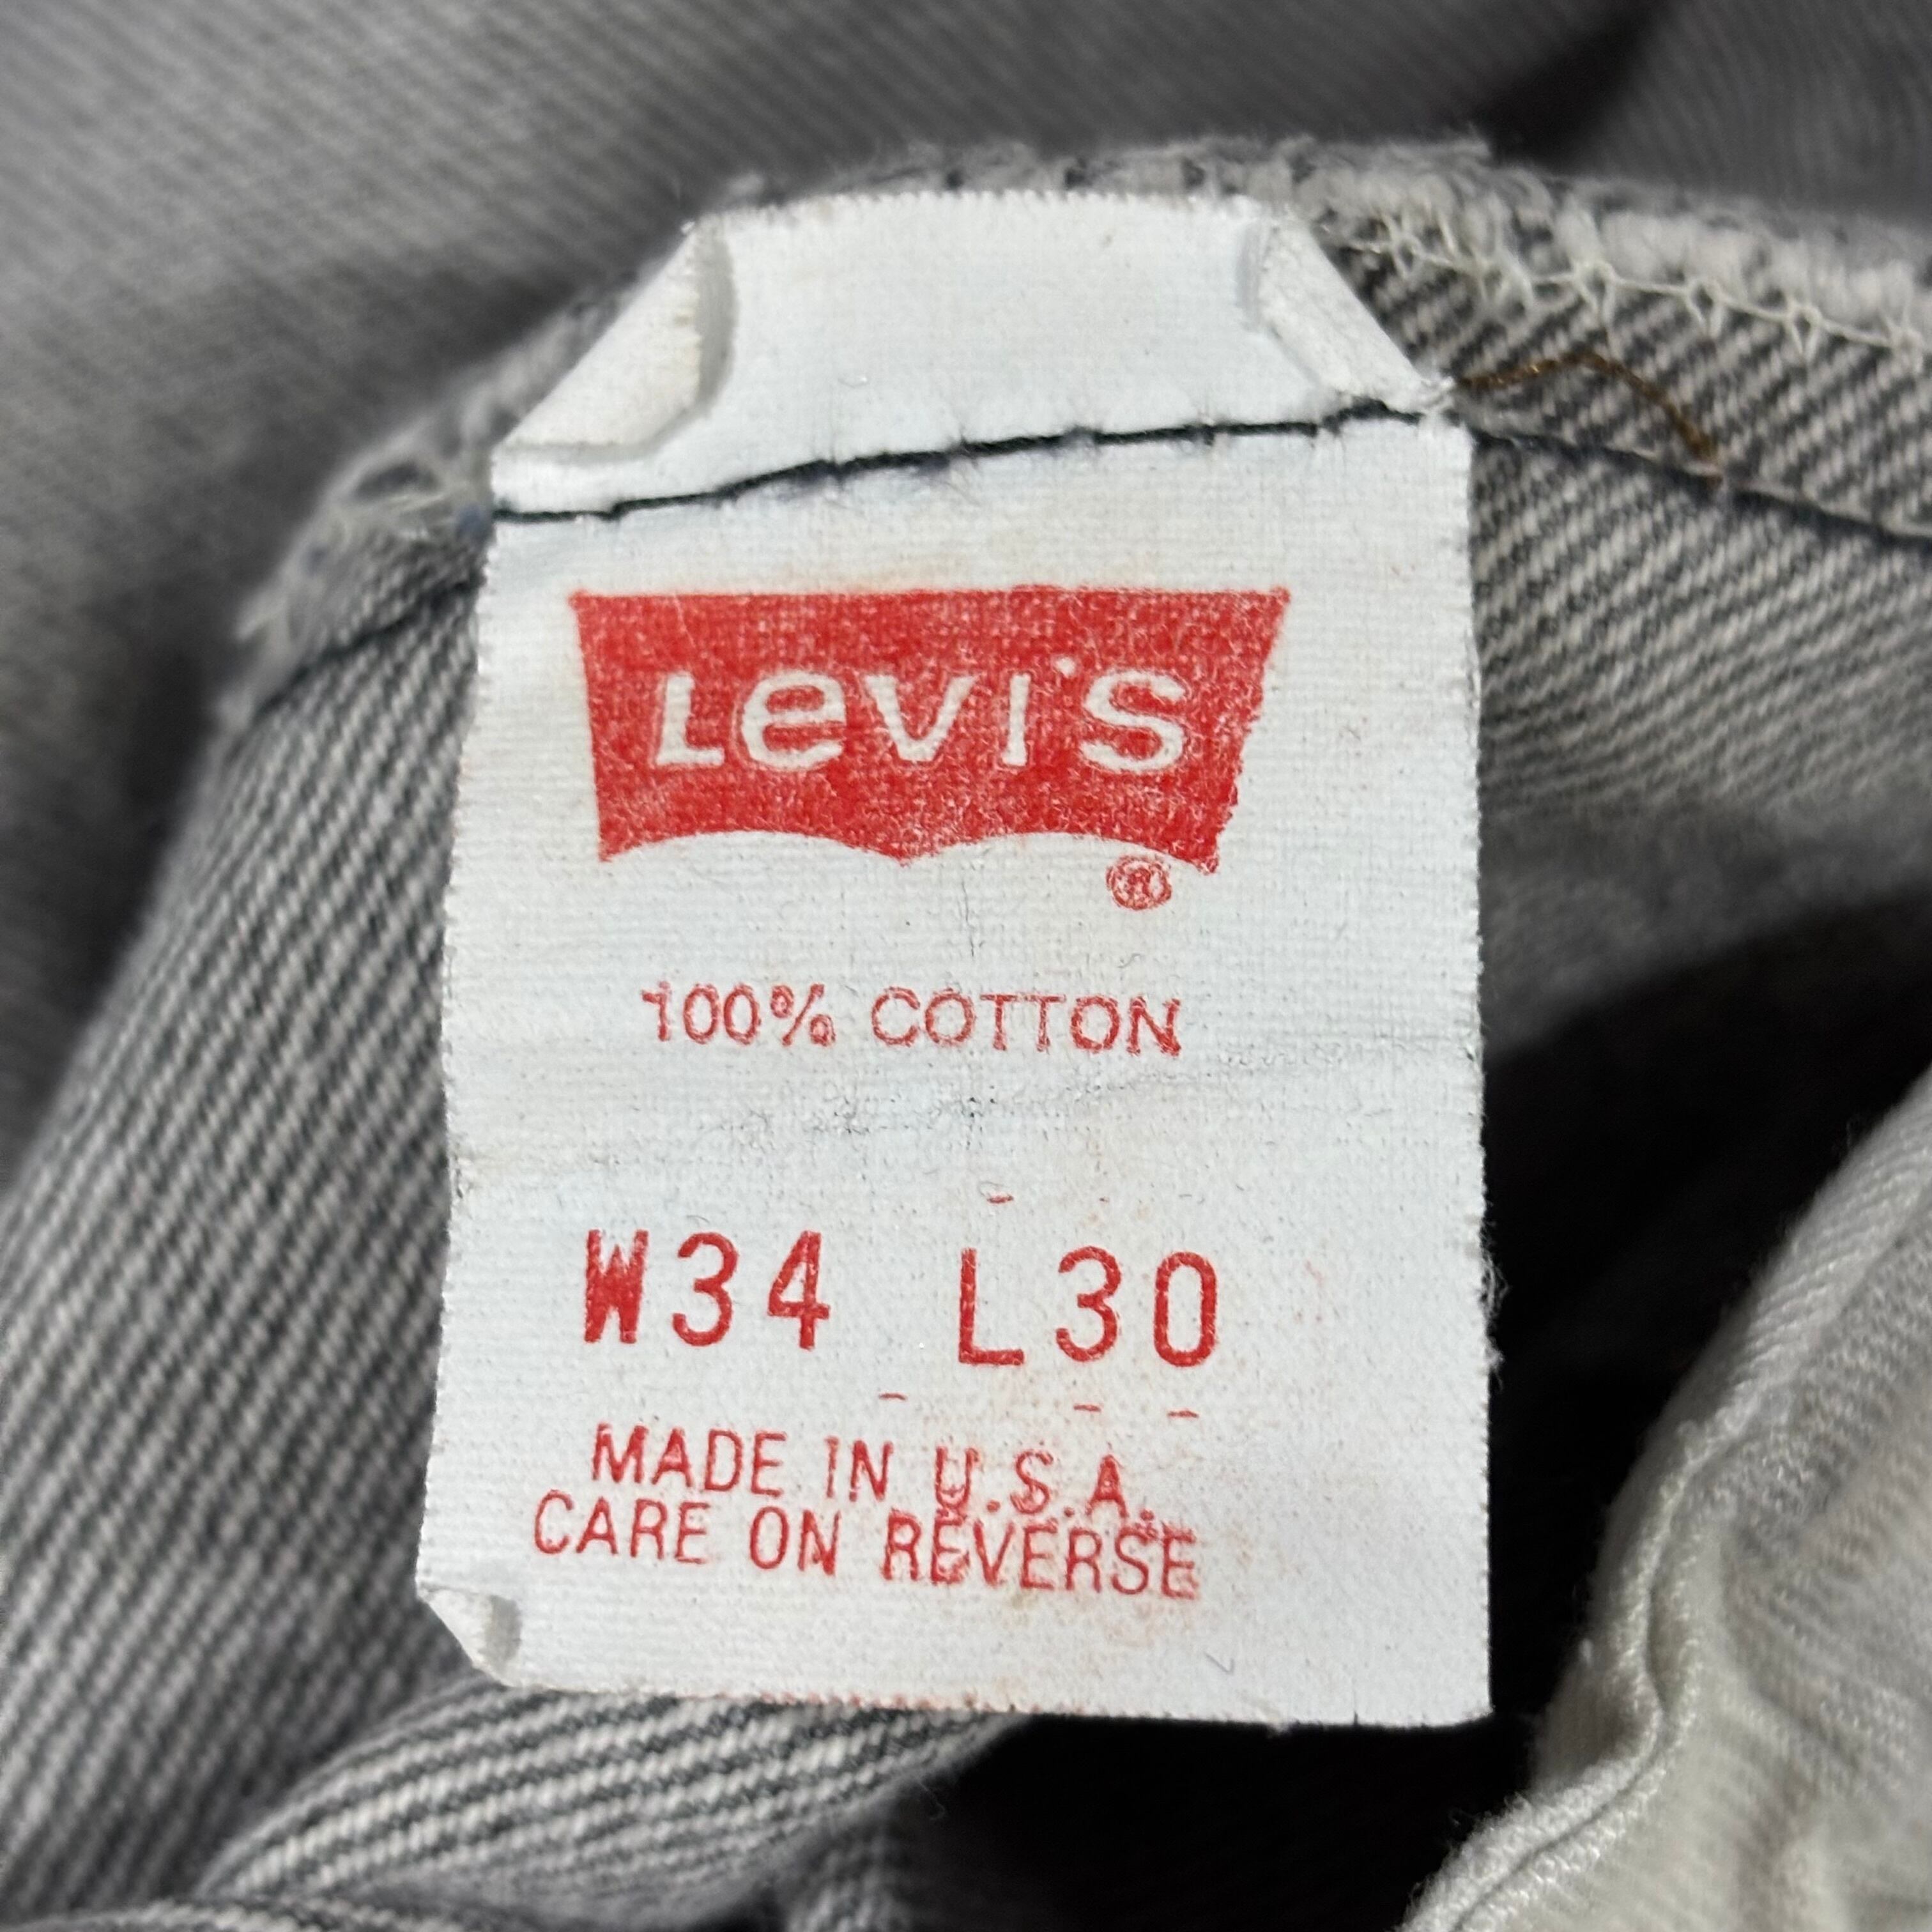 Levi's
®
100% COTTON
W34 L30
MADE IN U.S.A.
CARE ON REVERSE